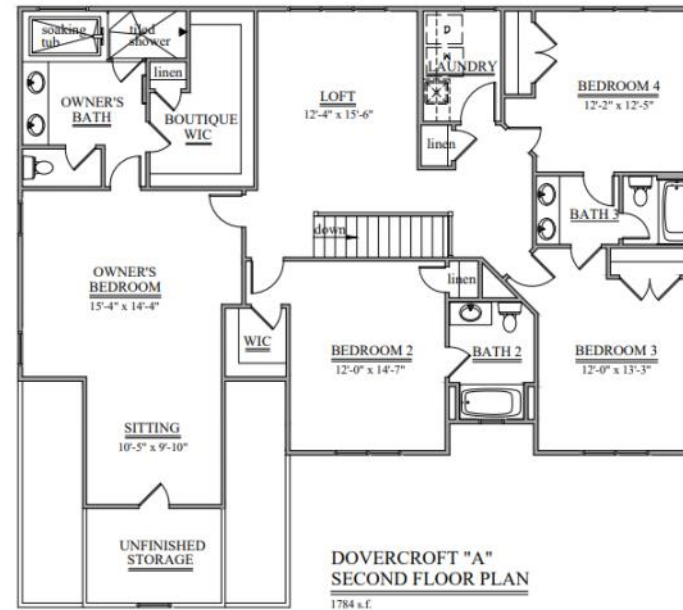 soaking
tub
tiled
shower
linen
OWNER'S
BATH
BOUTIQUE
WIC
LOFT
12'-4" x 15'-6"
D
LAUNDRY
linen
BEDROOM 4
12'-2" x 12'-5"
BATH 3
down
OWNER'S
BEDROOM
15'-4" x 14'-4"
linen
WIC
BEDROOM 2
12'-0" x 14'-7"
BATH 2
BEDROOM 3
12'-0" x 13'-3"
SITTING
10'-5" x 9'-10"
UNFINISHED
STORAGE
DOVERCROFT "A"
SECOND FLOOR PLAN
1784 s.f.